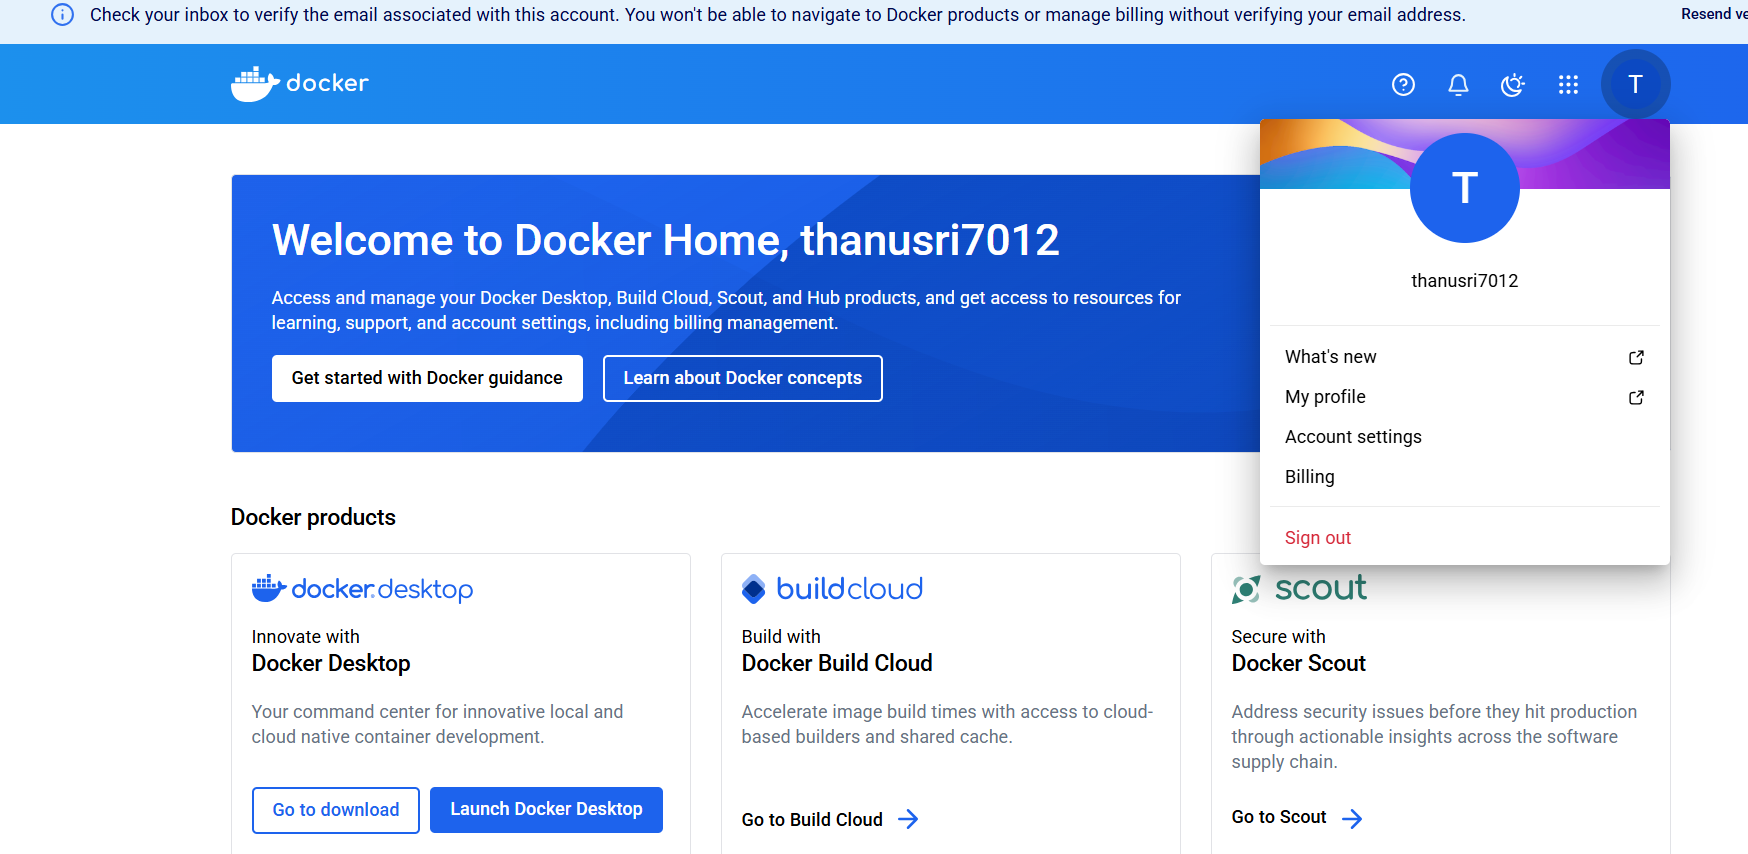 Check your inbox to verify the email associated with this account. You won't be able to navigate to Docker products or manage billing without verifying your email address.
Resend ve
docker
T
T
thanusri7012
What's new
My profile
Account settings
Billing
Sign out
Welcome to Docker Home, thanusri7012
Access and manage your Docker Desktop, Build Cloud, Scout, and Hub products, and get access to resources for
learning, support, and account settings, including billing management.
Get started with Docker guidance
Learn about Docker concepts
Docker products
docker.desktop
Innovate with
Docker Desktop
Your command center for innovative local and
cloud native container development.
Go to download
Launch Docker Desktop
buildcloud
Build with
Docker Build Cloud
Accelerate image build times with access to cloud-
based builders and shared cache.
Go to Build Cloud
scout
Secure with
Docker Scout
Address security issues before they hit production
through actionable insights across the software
supply chain.
Go to Scout